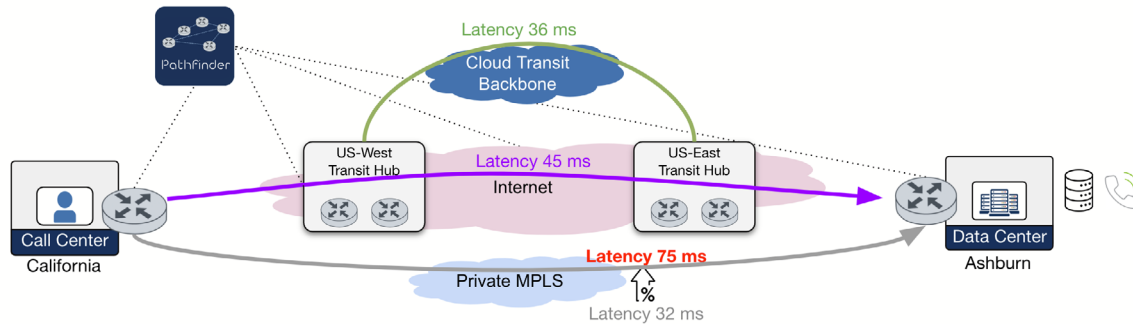 Latency 36 ms
Cloud Transit
Backbone
Pathfinder
US-West
Transit Hub
Latency 45 ms
Internet
US-East
Transit Hub
Call Center
California
Data Center
Ashburn
Latency 75 ms
Private MPLS
%
Latency 32 ms